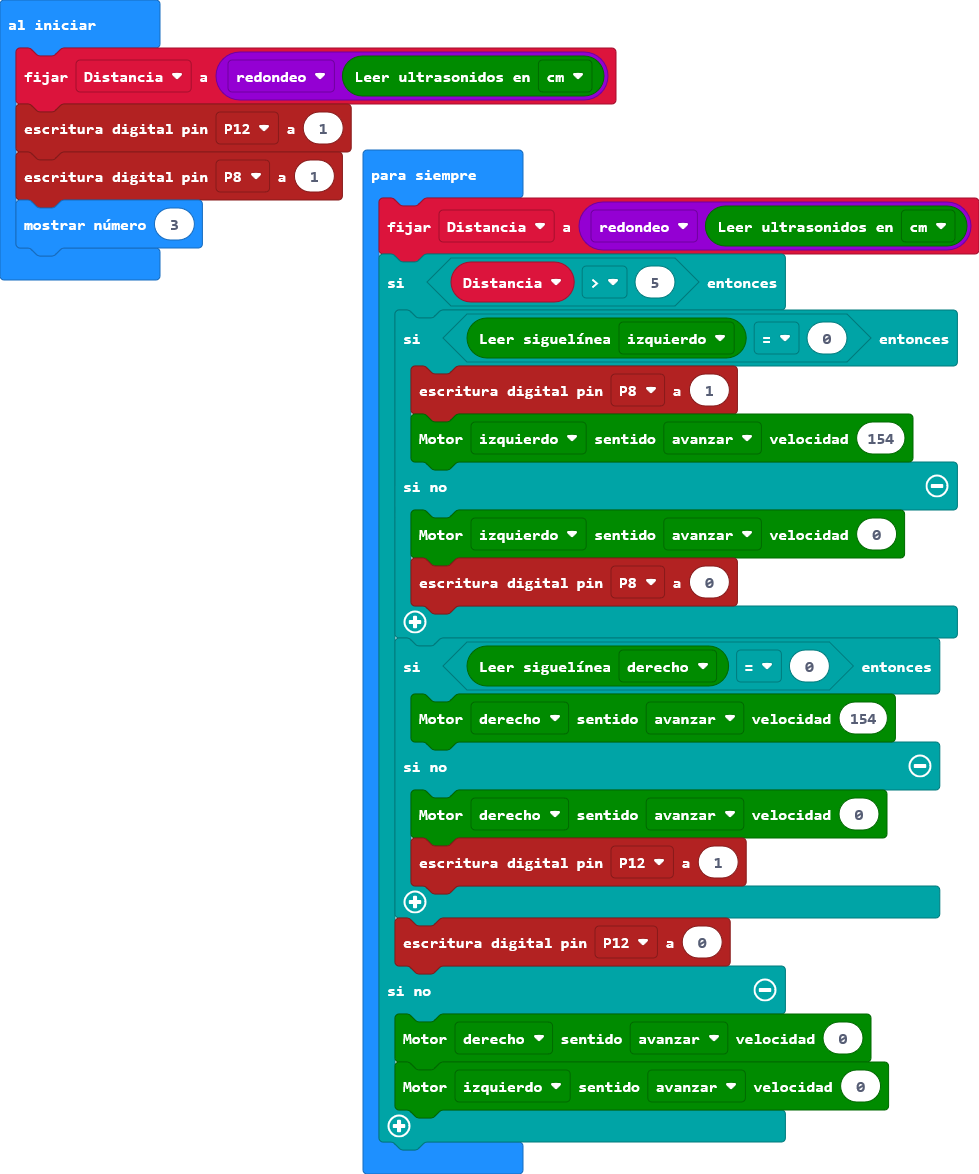 al iniciar
fijar Distancia a redondeo Leer ultrasonidos en cm
escritura digital pin P12 a 1
escritura digital pin P8 a 1
mostrar número 3
para siempre
fijar Distancia a redondeo Leer ultrasonidos en cm
si Distancia > 5 entonces
si Leer siguelínea izquierdo = 0 entonces
escritura digital pin P8 a 1
Motor izquierdo sentido avanzar velocidad 154
si no
Motor izquierdo sentido avanzar velocidad 0
escritura digital pin P8 a 0
si Leer siguelínea derecho = 0 entonces
Motor derecho sentido avanzar velocidad 154
si no
Motor derecho sentido avanzar velocidad 0
escritura digital pin P12 a 1
escritura digital pin P12 a 0
si no
Motor derecho sentido avanzar velocidad 0
Motor izquierdo sentido avanzar velocidad 0